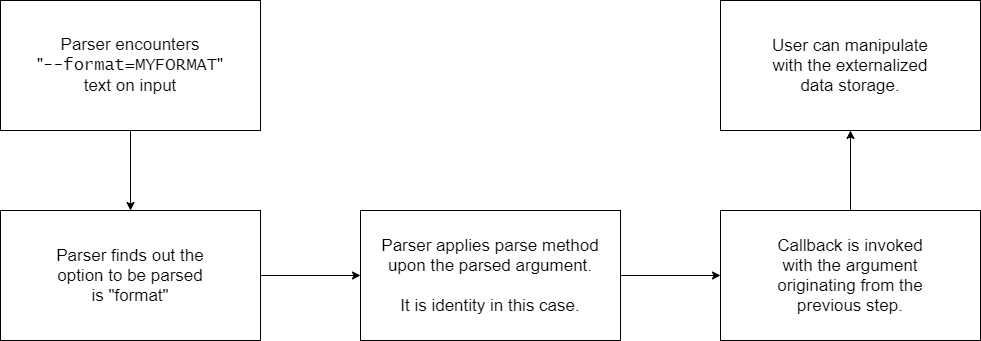 Parser encounters
"--format=MYFORMAT"
text on input
Parser finds out the
option to be parsed
is "format"
Parser applies parse method
upon the parsed argument.
It is identity in this case.
Callback is invoked
with the argument
originating from the
previous step.
User can manipulate
with the externalized
data storage.